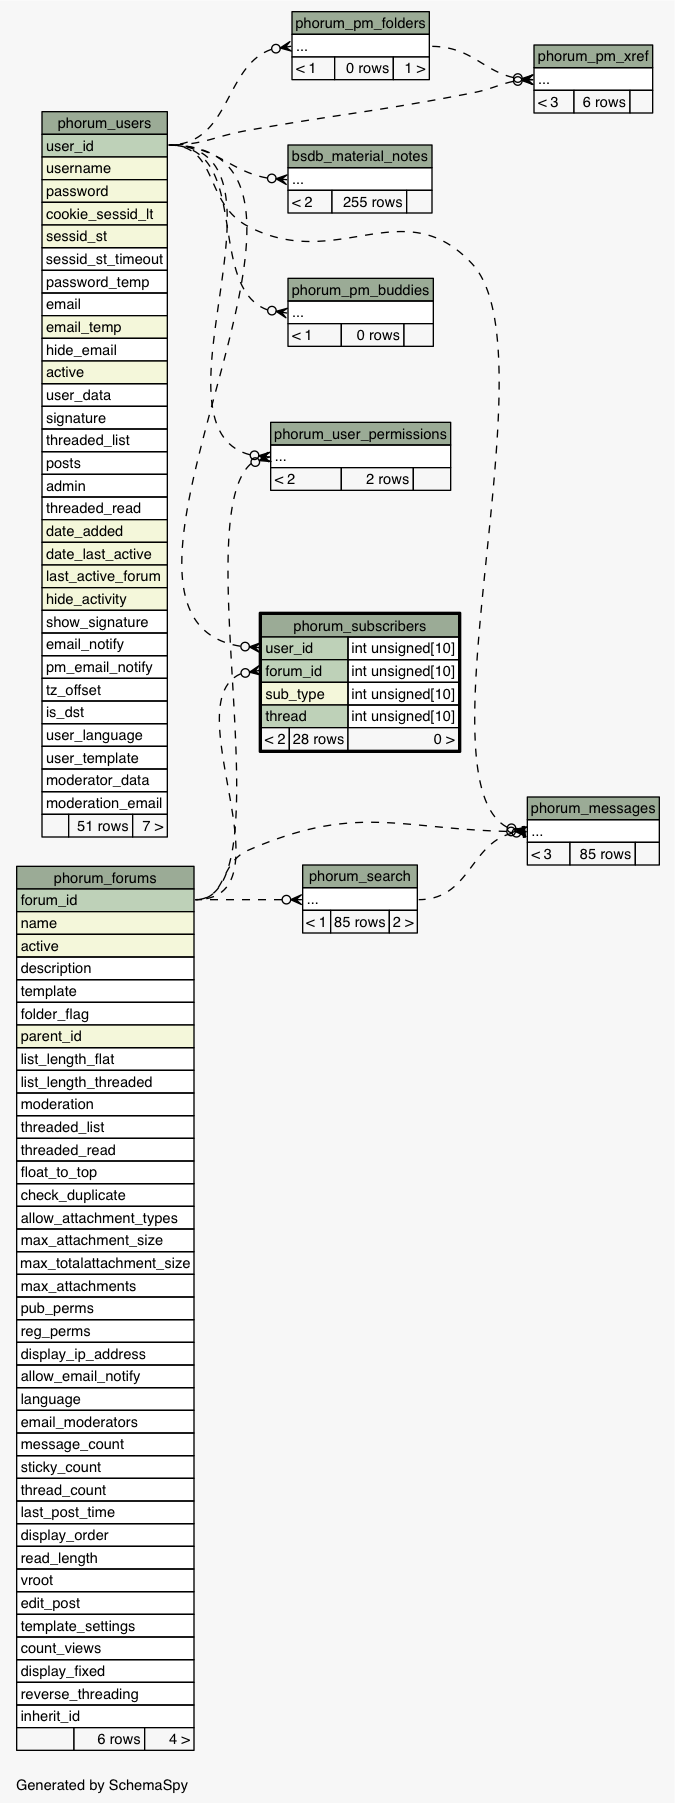 phorum_pm_folders
...
< 1 0 rows 1 >
phorum_pm_xref
...
< 3 6 rows
phorum_users
user_id
username
password
cookie_sessid_lt
sessid_st
sessid_st_timeout
password_temp
email
email_temp
hide_email
active
user_data
signature
threaded_list
posts
admin
threaded_read
date_added
date_last_active
last_active_forum
hide_activity
show_signature
email_notify
pm_email_notify
tz_offset
is_dst
user_language
user_template
moderator_data
moderation_email
51 rows 7 >
bsdb_material_notes
...
< 2 255 rows
phorum_pm_buddies
...
< 1 0 rows
phorum_user_permissions
...
< 2 2 rows
phorum_subscribers
user_id int unsigned[10]
forum_id int unsigned[10]
sub_type int unsigned[10]
thread int unsigned[10]
< 2 28 rows 0 >
phorum_messages
...
< 3 85 rows
phorum_search
...
< 1 85 rows 2 >
phorum_forums
forum_id
name
active
description
template
folder_flag
parent_id
list_length_flat
list_length_threaded
moderation
threaded_list
threaded_read
float_to_top
check_duplicate
allow_attachment_types
max_attachment_size
max_totalattachment_size
max_attachments
pub_perms
reg_perms
display_ip_address
allow_email_notify
language
email_moderators
message_count
sticky_count
thread_count
last_post_time
display_order
read_length
vroot
edit_post
template_settings
count_views
display_fixed
reverse_threading
inherit_id
6 rows 4 >
Generated by SchemaSpy